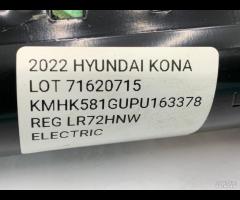 2022 HYUNDAI KONA
LOT 71620715
KMHK581GUPU163378
REG LR72HNW
ELECTRIC